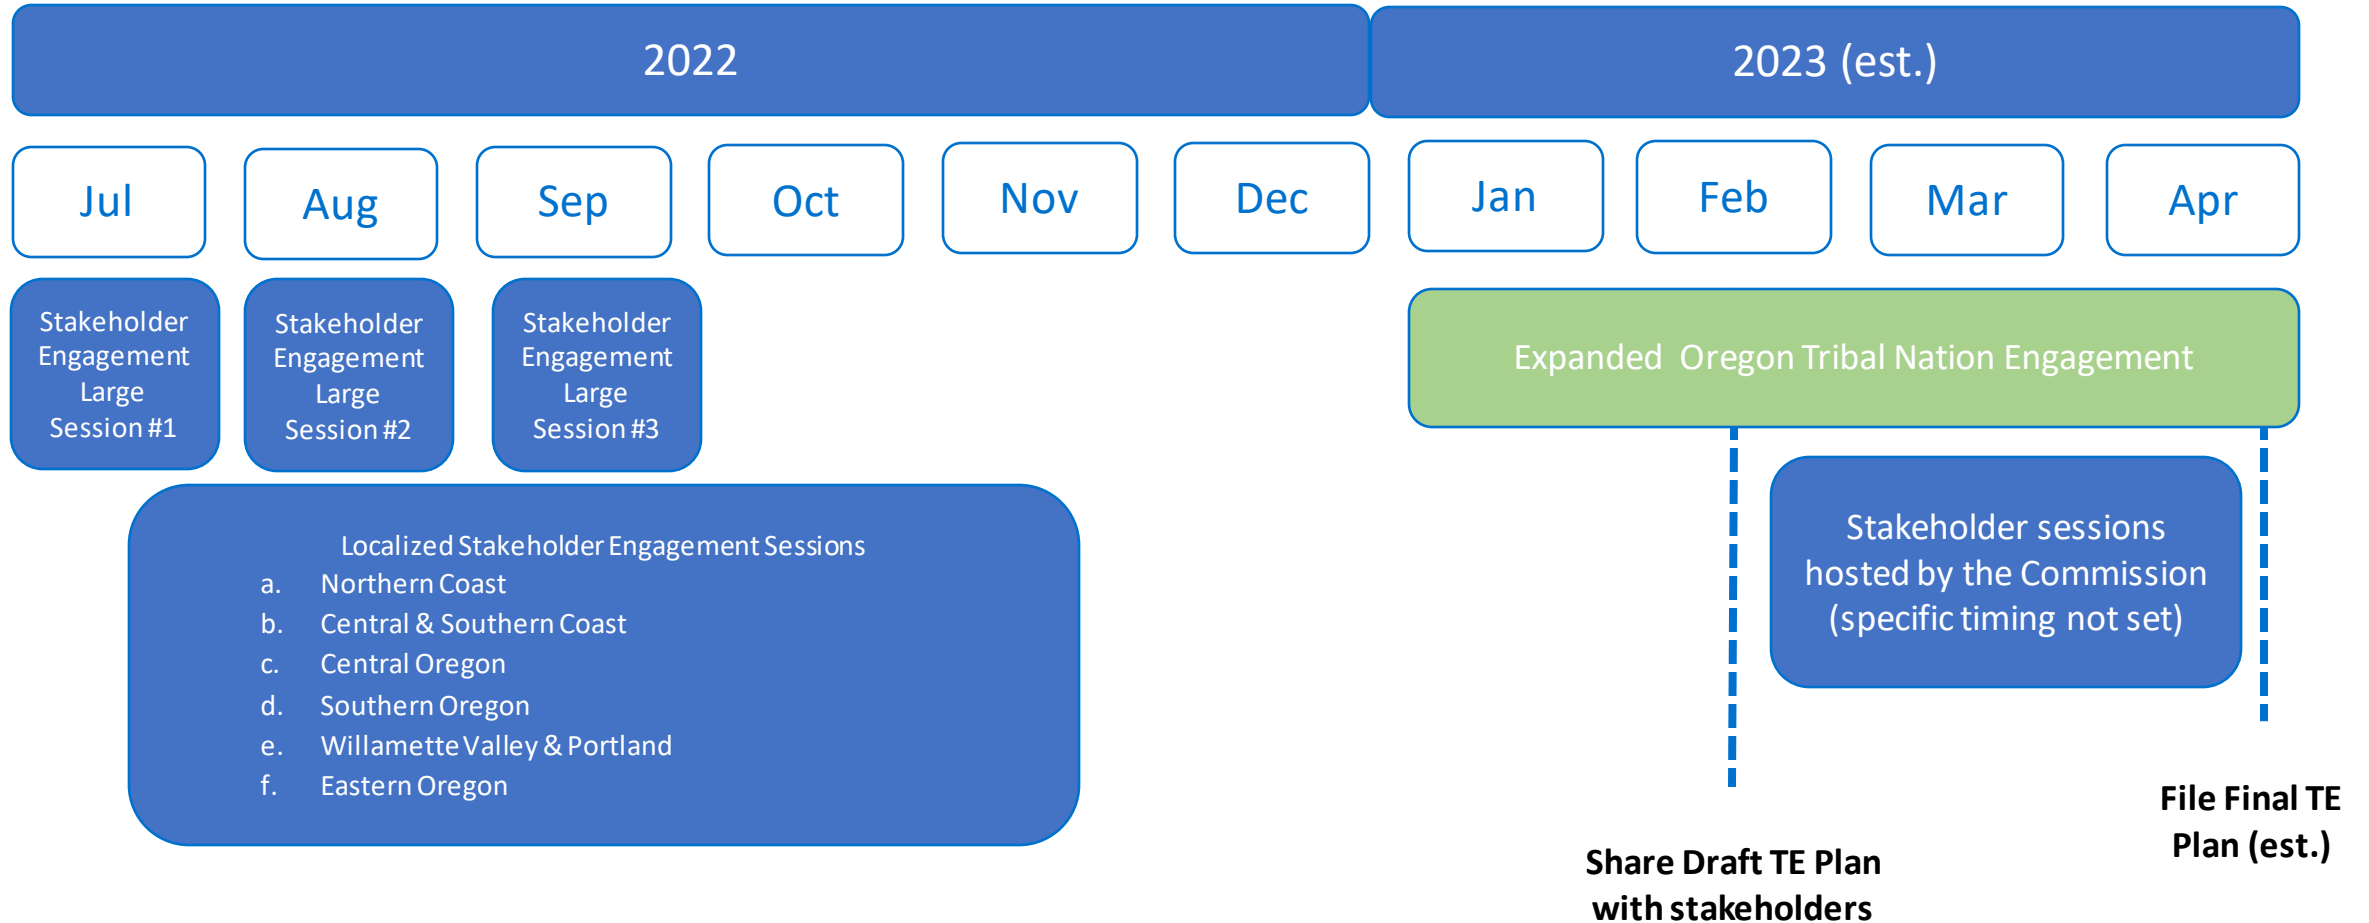 2022
2023 (est.)
Jul
Aug
Sep
Oct
Nov
Dec
Jan
Feb
Mar
Apr
Stakeholder
Engagement
Large
Session #1
Stakeholder
Engagement
Large
Session #2
Stakeholder
Engagement
Large
Session #3
Expanded Oregon Tribal Nation Engagement
Localized Stakeholder Engagement Sessions
a. Northern Coast
b. Central & Southern Coast
c. Central Oregon
d. Southern Oregon
e. Willamette Valley & Portland
f. Eastern Oregon
Stakeholder sessions
hosted by the Commission
(specific timing not set)
Share Draft TE Plan
with stakeholders
File Final TE
Plan (est.)